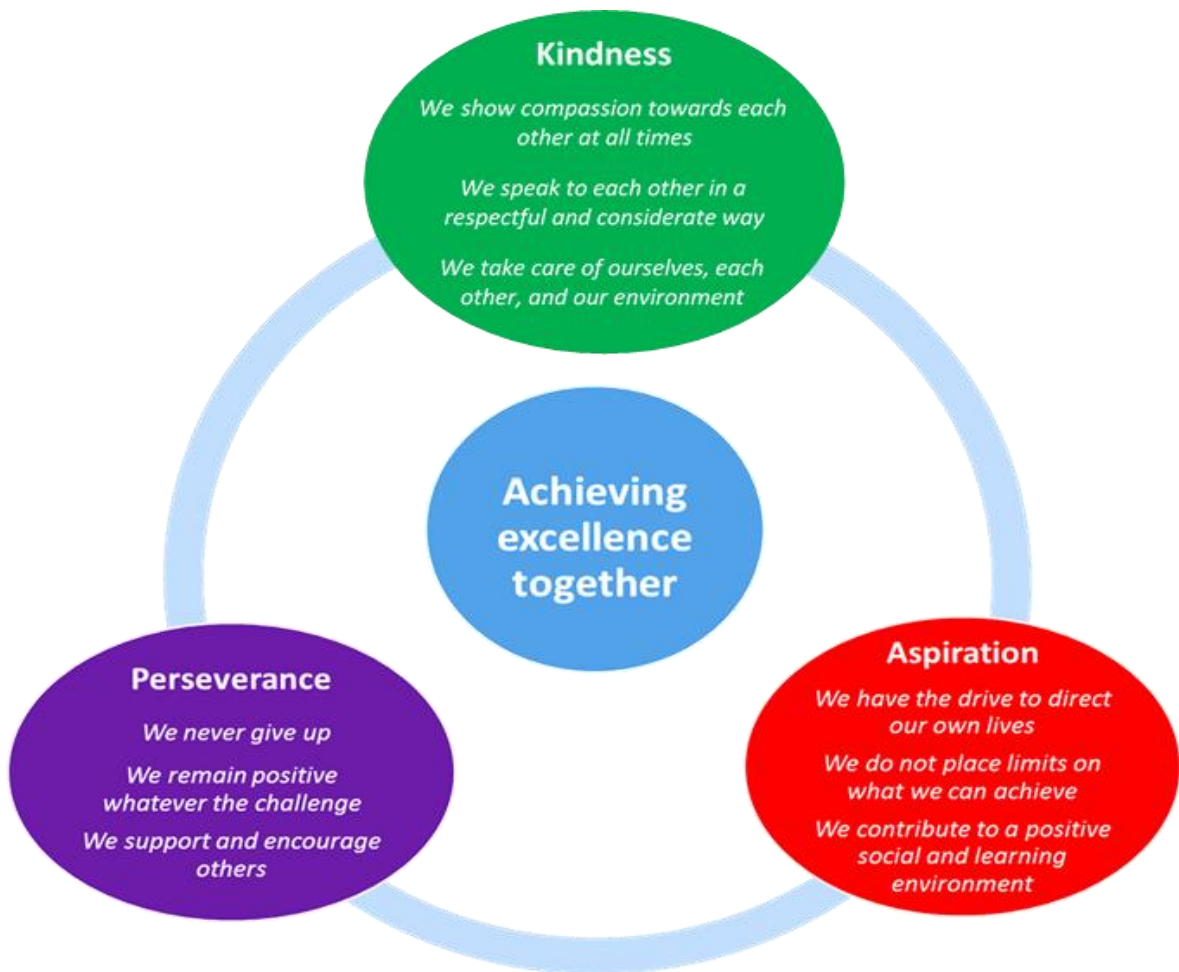 Kindness
We show compassion towards each
other at all times
We speak to each other in a
respectful and considerate way
We take care of ourselves, each
other, and our environment
Achieving
excellence
together
Perseverance
We never give up
We remain positive
whatever the challenge
We support and encourage
others
Aspiration
We have the drive to direct
our own lives
We do not place limits on
what we can achieve
We contribute to a positive
social and learning
environment